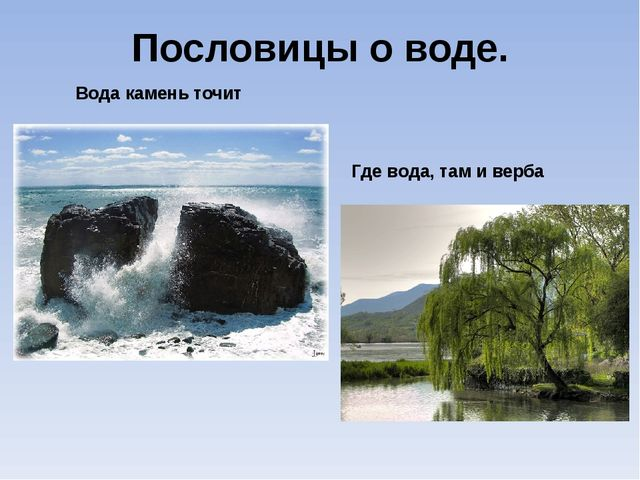 Пословицы о воде.
Вода камень точит
Где вода, там и верба